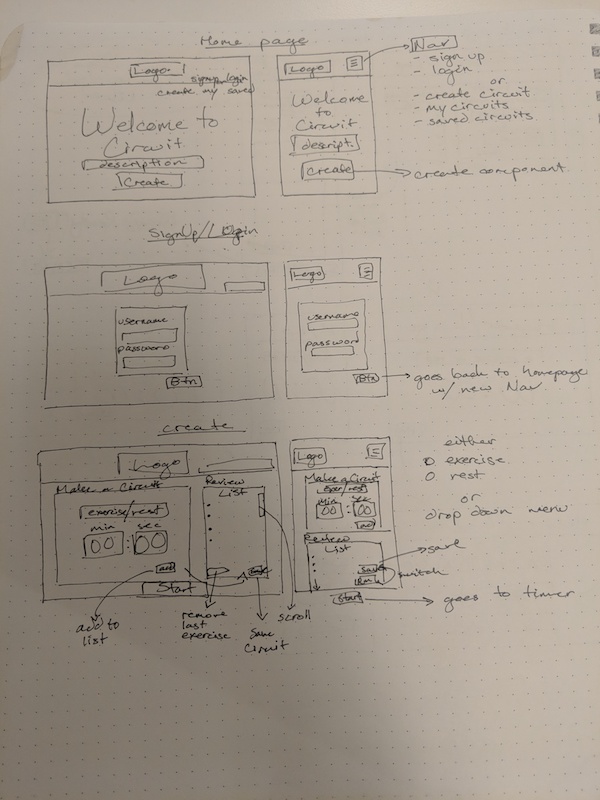 Home page
Logo
signup login
create my saved
Welcome to
Circuit
description
Create
Logo
Welcome
to
Circuit
descript.
Create
Nav
- sign up
- login
or
- create circuit
- my circuits
- saved circuits
create component
SignUp/Login
Logo
username
password
Btn
Logo
username
password
Btn
goes back to homepage
w/ new Nav
create
Logo
Make a Circuit
exercise/rest
min sec
00:00
add
Review
List
Start
add to
list
remove
last
exercise
Save
Circuit
scroll
Logo
Make a Circuit
Exer/rest
Min Sec
00:00
add
Review
List
save
Start
either
O exercise
O rest
or
drop down menu
save
switch
goes to timer